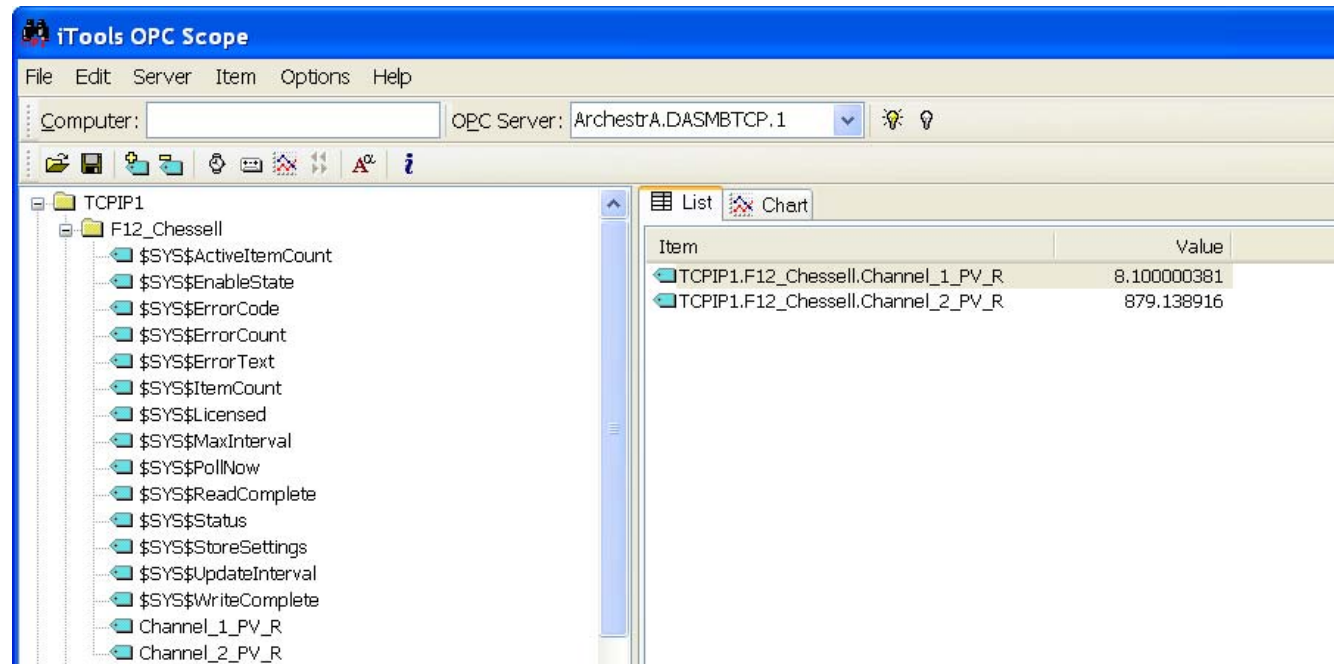 iTools OPC Scope
File Edit Server Item Options Help
Computer: OPC Server: ArchestrA.DASMBTCP.1
TCPIP1
F12_Chessell
$SYS$ActiveItemCount
$SYS$EnableState
$SYS$ErrorCode
$SYS$ErrorCount
$SYS$ErrorText
$SYS$ItemCount
$SYS$Licensed
$SYS$MaxInterval
$SYS$PollNow
$SYS$ReadComplete
$SYS$Status
$SYS$StoreSettings
$SYS$UpdateInterval
$SYS$WriteComplete
Channel_1_PV_R
Channel_2_PV_R
List Chart
Item Value
TCPIP1.F12_Chessell.Channel_1_PV_R 8.100000381
TCPIP1.F12_Chessell.Channel_2_PV_R 879.138916